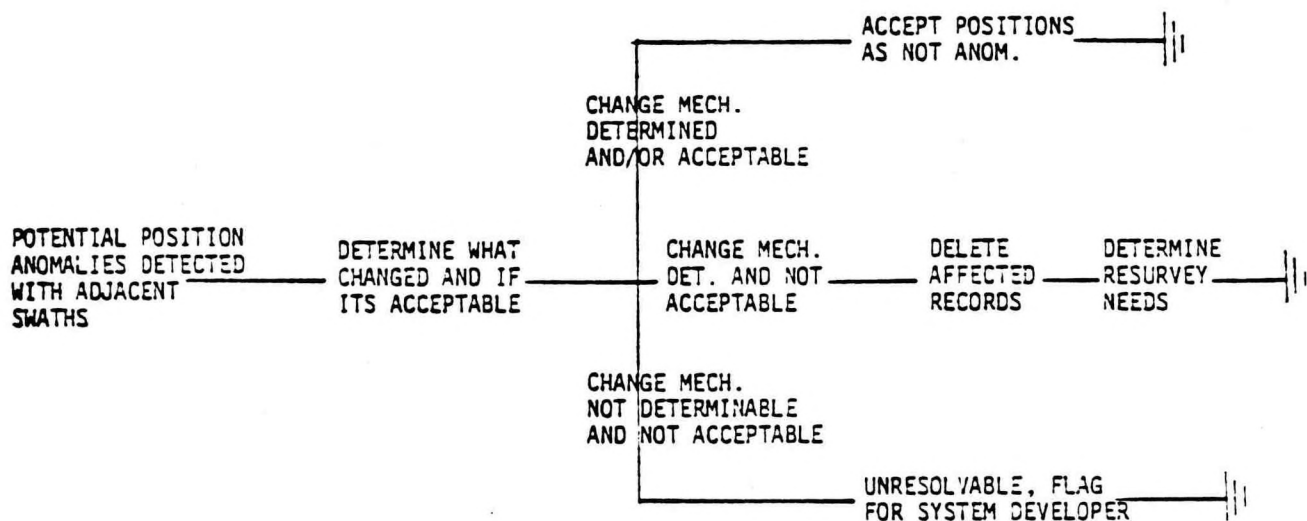 ACCEPT POSITIONS
AS NOT ANOM.
CHANGE MECH.
DETERMINED
AND/OR ACCEPTABLE
POTENTIAL POSITION
ANOMALIES DETECTED
WITH ADJACENT
SWATHS
DETERMINE WHAT
CHANGED AND IF
ITS ACCEPTABLE
CHANGE MECH.
DET. AND NOT
ACCEPTABLE
DELETE
AFFECTED
RECORDS
DETERMINE
RESURVEY
NEEDS
CHANGE MECH.
NOT DETERMINABLE
AND NOT ACCEPTABLE
UNRESOLVABLE, FLAG
FOR SYSTEM DEVELOPER